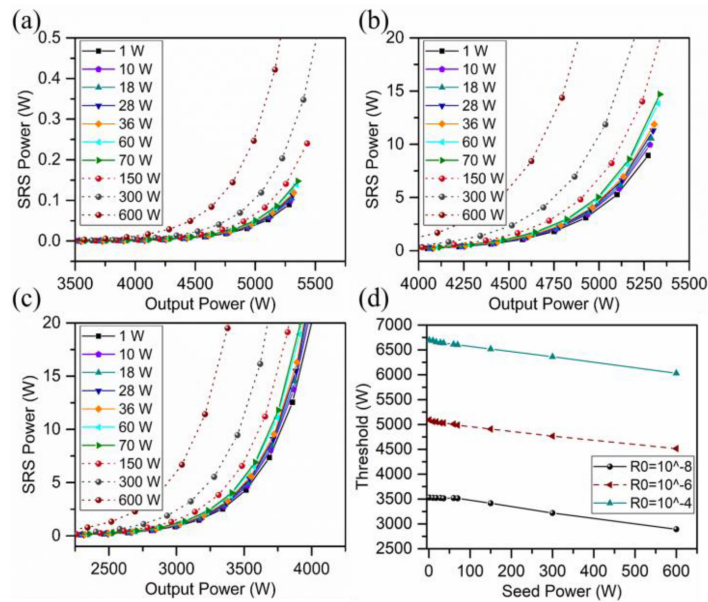 (a)
0.5
0.4
0.3
0.2
0.1
0.0
SRS Power (W)
1 W
10 W
18 W
28 W
36 W
60 W
70 W
150 W
300 W
600 W
3500
4000
4500
5000
5500
Output Power (W)
(b)
20
15
10
5
0
SRS Power (W)
1 W
10 W
18 W
28 W
36 W
60 W
70 W
150 W
300 W
600 W
4000
4250
4500
4750
5000
5250
5500
Output Power (W)
(c)
20
15
10
5
0
SRS Power (W)
1 W
10 W
18 W
28 W
36 W
60 W
70 W
150 W
300 W
600 W
2500
3000
3500
4000
Output Power (W)
(d)
7000
6500
6000
5500
5000
4500
4000
3500
3000
2500
Threshold (W)
R0=10^-8
R0=10^-6
R0=10^-4
0
100
200
300
400
500
600
Seed Power (W)